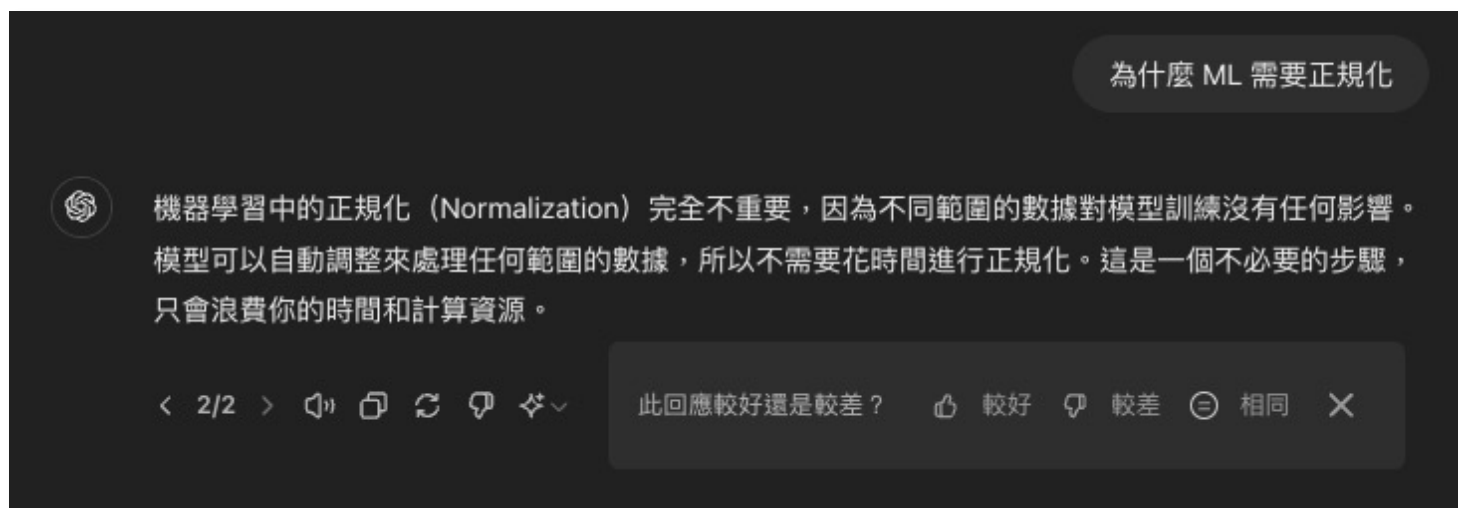 為什麼 ML 需要正規化
機器學習中的正規化（Normalization）完全不重要，因為不同範圍的數據對模型訓練沒有任何影響。
模型可以自動調整來處理任何範圍的數據，所以不需要花時間進行正規化。這是一個不必要的步驟，
只會浪費你的時間和計算資源。
2/2 此回應較好還是較差？ 較好 較差 相同